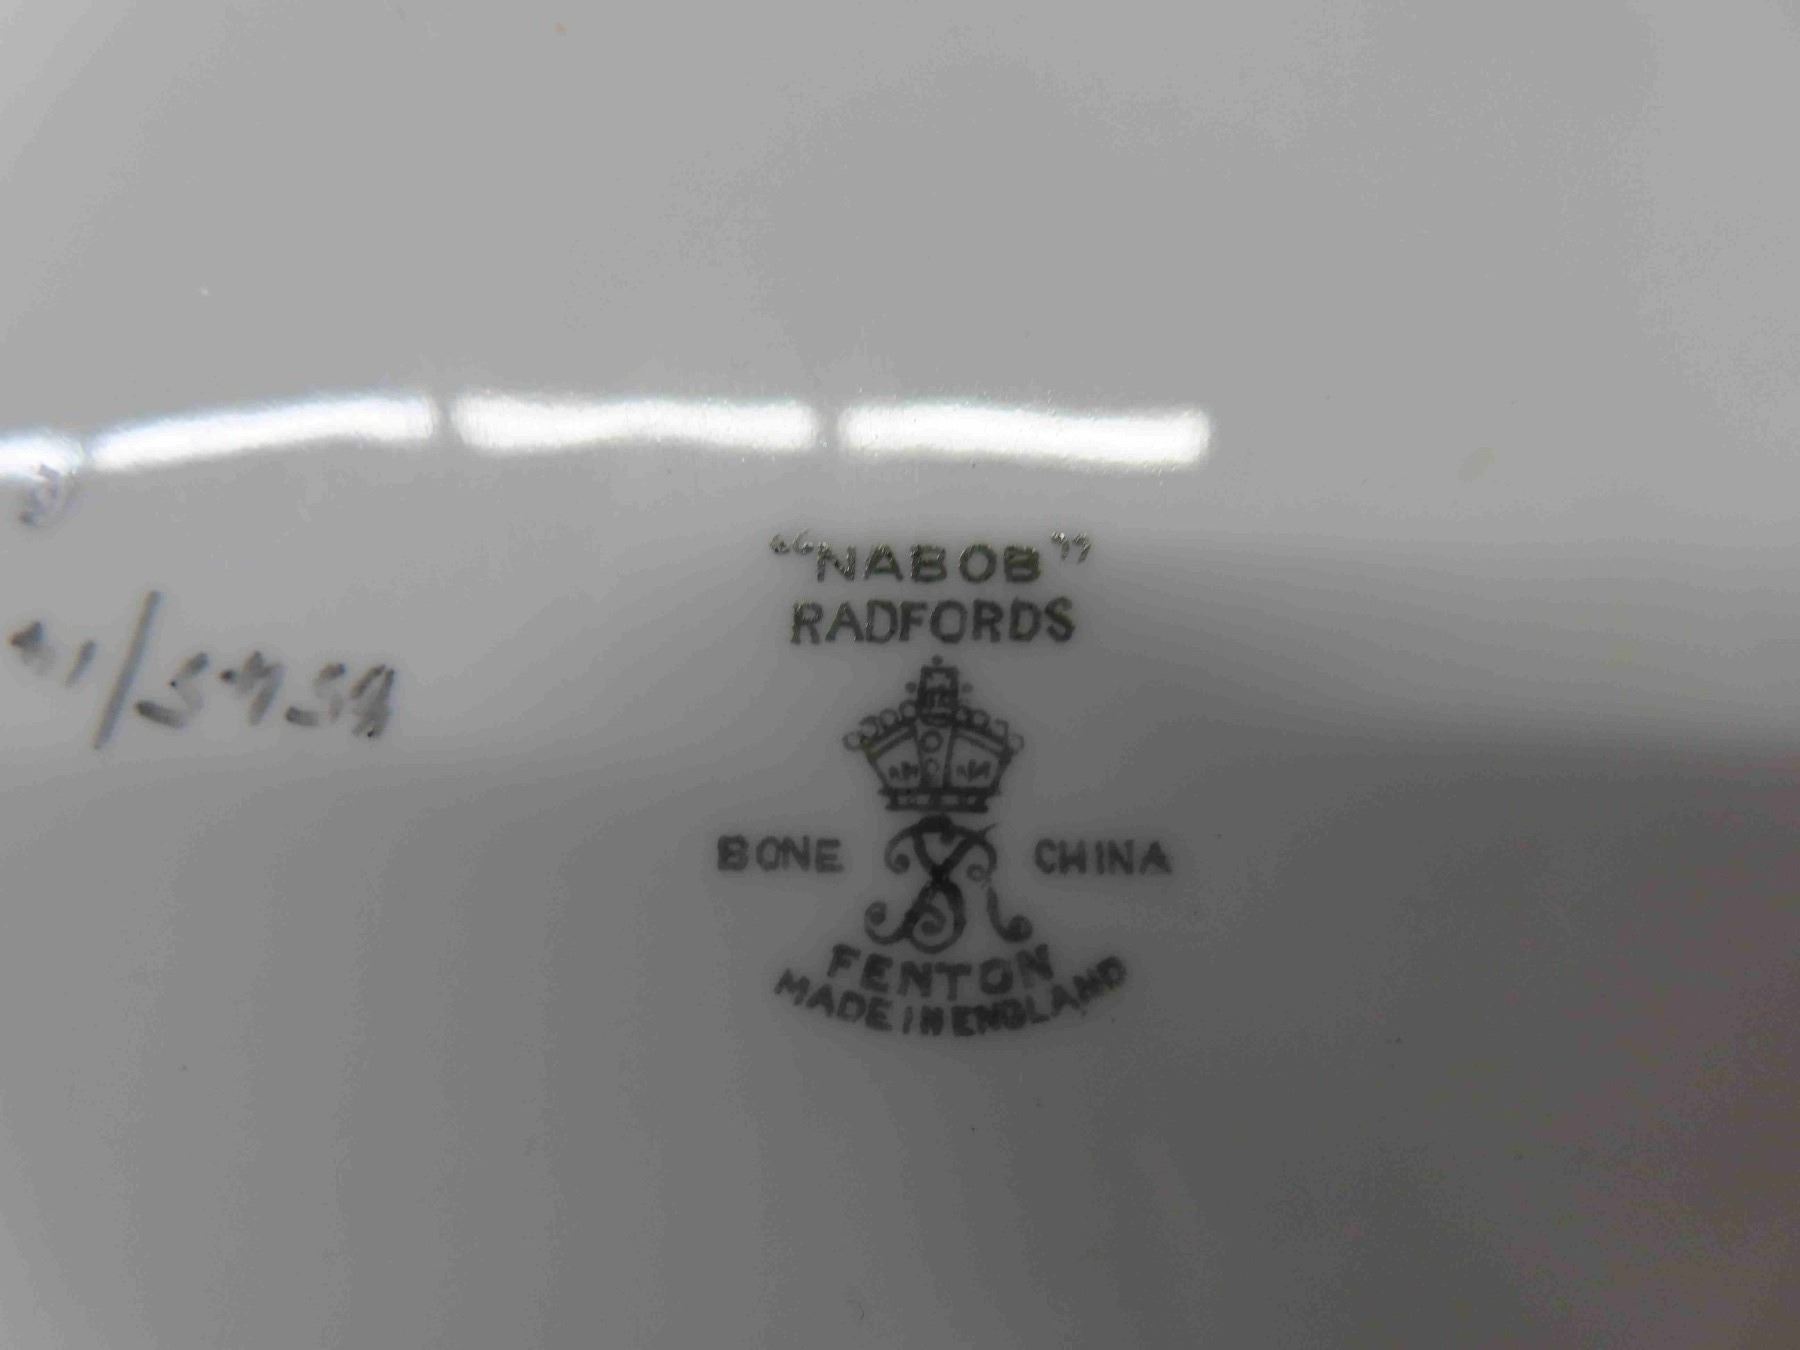 "NABOB"
RADFORDS
BONE CHINA
FENTON
MADE IN ENGLAND